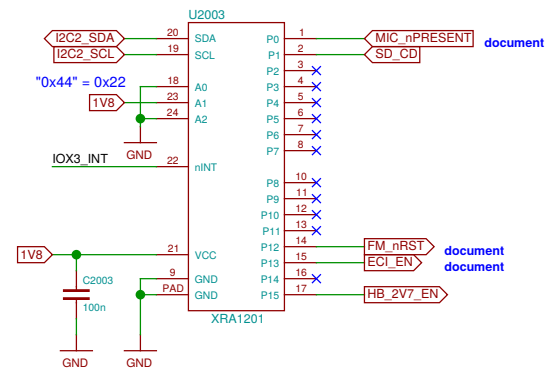 U2003
I2C2_SDA 20 SDA P0 1 MIC_nPRESENT document
I2C2_SCL 19 SCL P1 2 SD_CD
P2 3
"0x44" = 0x22 18 A0 P3 4
1V8 23 A1 P4 5
24 A2 P5 6
P6 7
GND P7 8
IOX3_INT 22 nINT
P8 10
P9 11
P10 12
P11 13
P12 14 FM_nRST document
1V8 21 VCC P13 15 ECI_EN document
C2003 9 GND P14 16
100n PAD GND P15 17 HB_2V7_EN
XRA1201
GND GND